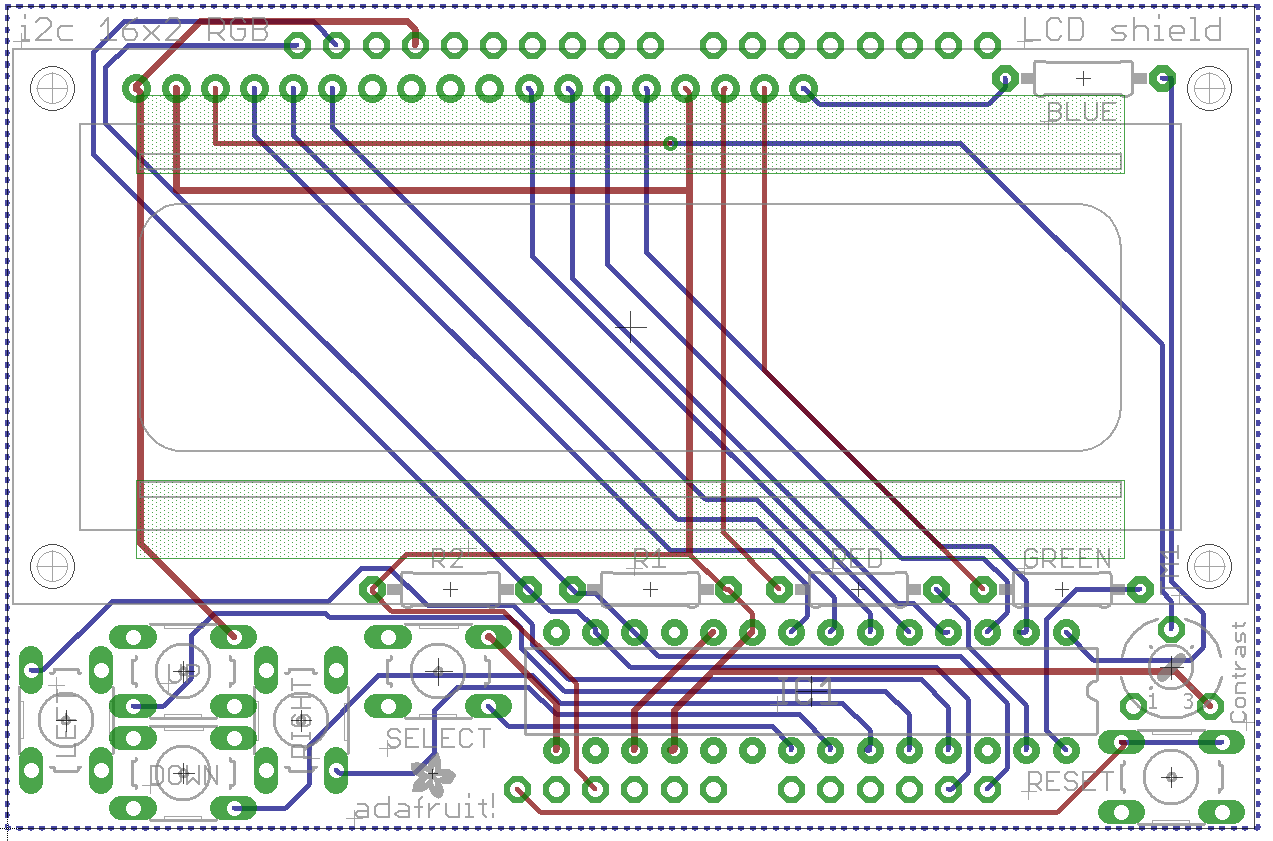 i2c 16x2 RGB
LCD shield
BLUE
R2
R1
RED
GREEN
Contrast
UP
LEFT
RIGHT
1
3
IC1
SELECT
DOWN
RESET
adafruit!